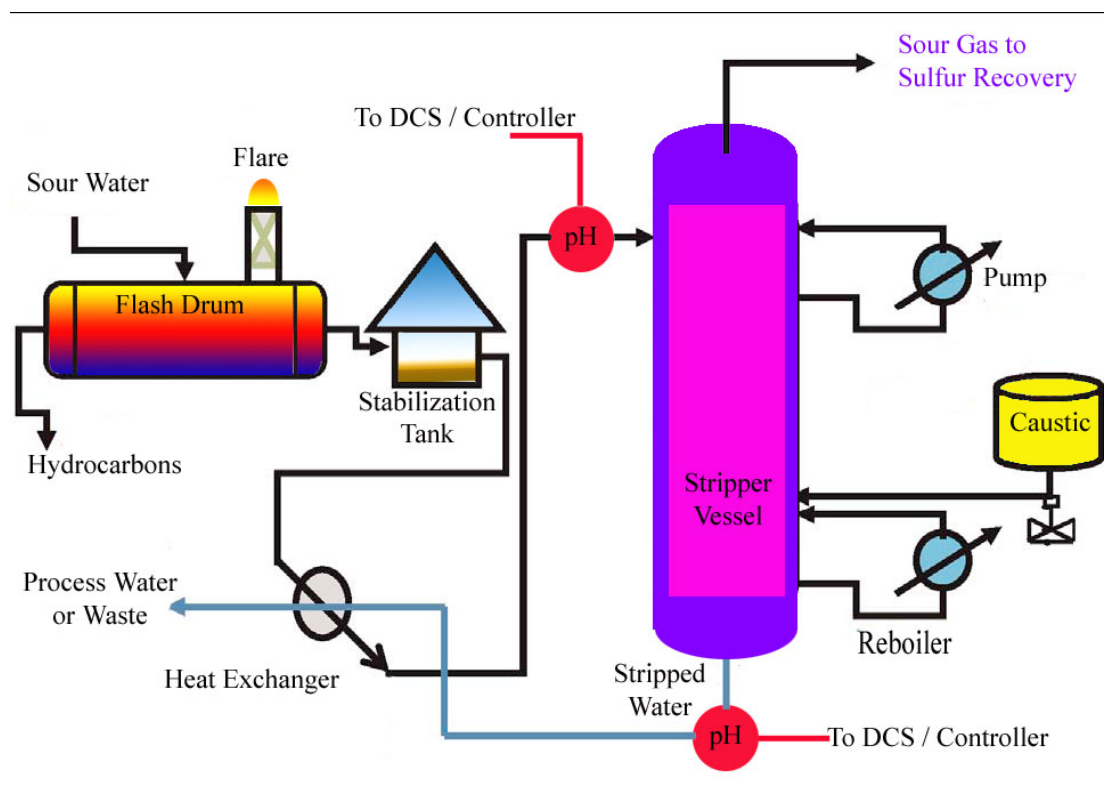 Sour Gas to
Sulfur Recovery
To DCS / Controller
Flare
Sour Water
pH
Pump
Flash Drum
Stabilization
Tank
Caustic
Hydrocarbons
Stripper
Vessel
Process Water
or Waste
Reboiler
Heat Exchanger
Stripped
Water
pH
To DCS / Controller